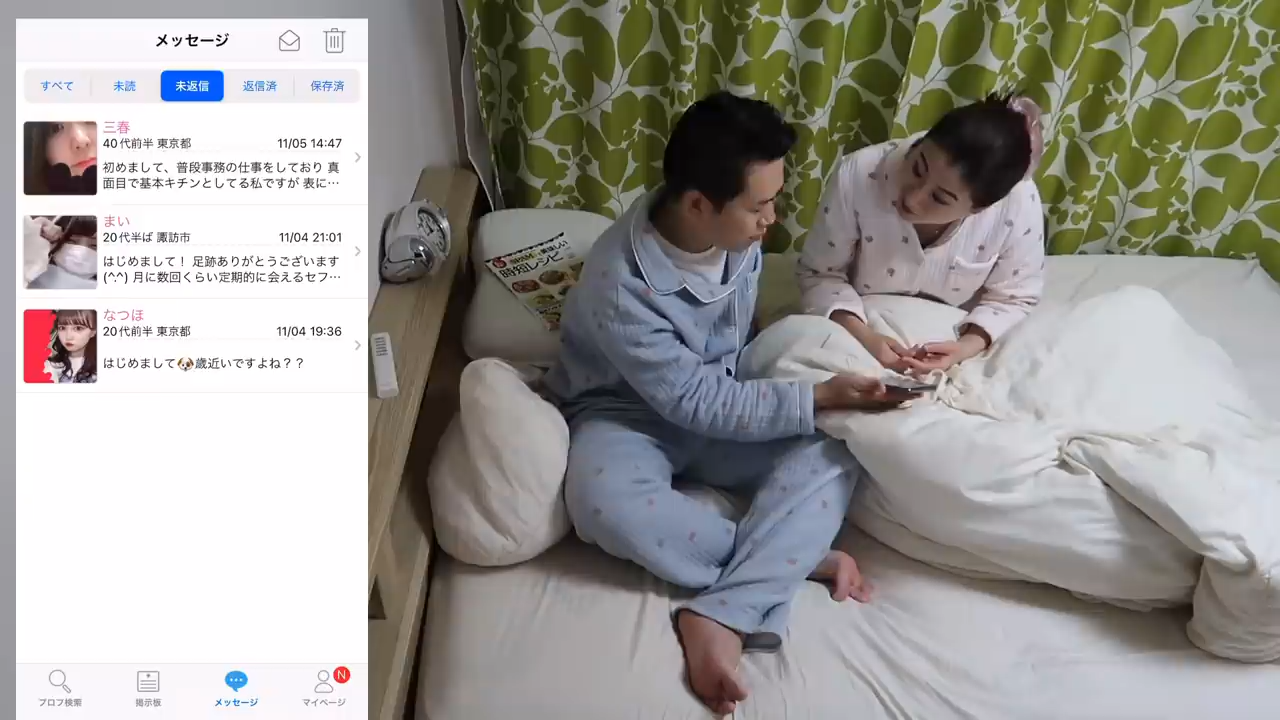 メッセージ
すべて
未読
未返信
返信済
保存済
三春
40代前半 東京都
11/05 14:47
初めまして、普段事務の仕事をしており 真
面目で基本キチンとしてる私ですが 表に…
まい
20代半ば 諏訪市
11/04 21:01
はじめまして！ 足跡ありがとうございます
(^.^) 月に数回くらい定期的に会えるセフ…
なつほ
20代前半 東京都
11/04 19:36
はじめまして🐶歳近いですよね？？
時短レシピ
プロフ検索
掲示板
メッセージ
マイページ
N